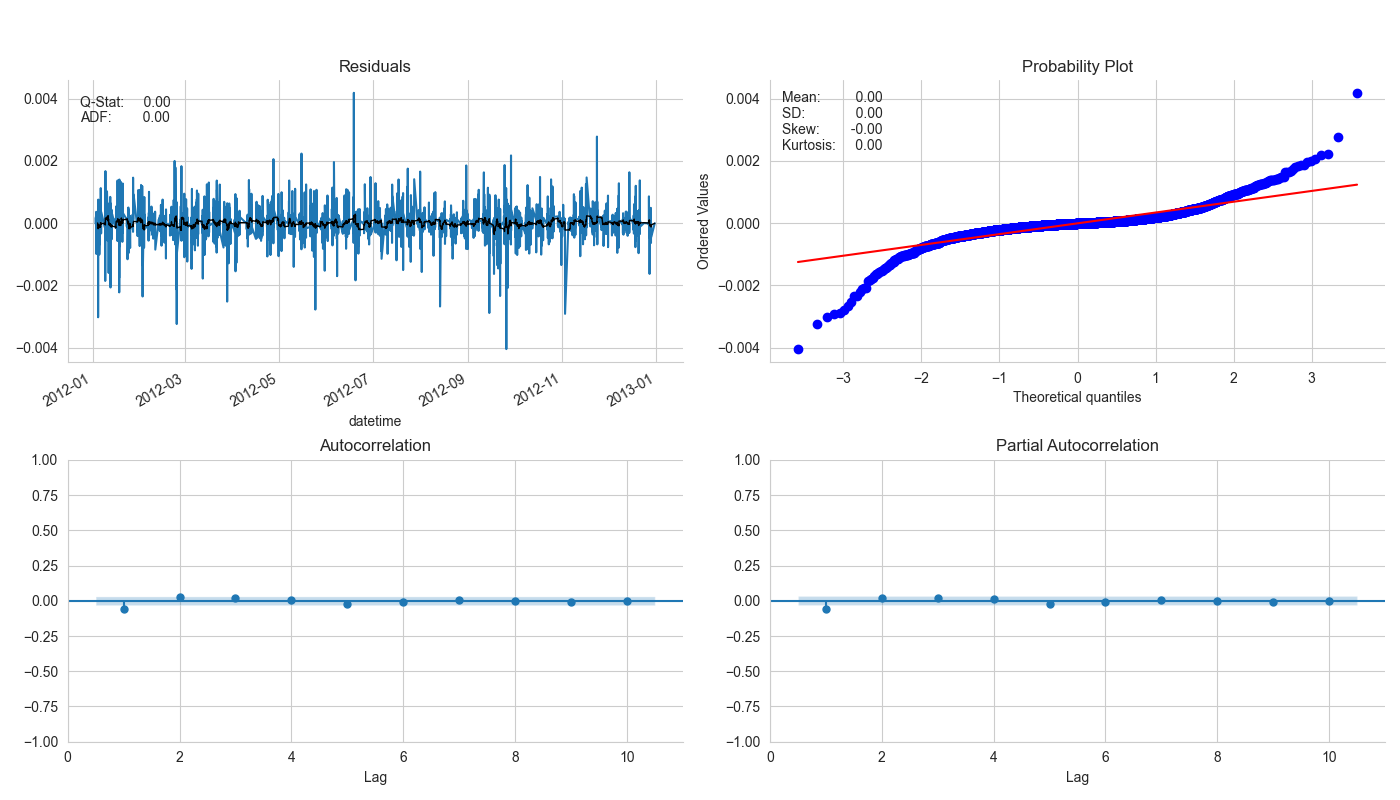 Residuals
Q-Stat: 0.00
ADF: 0.00
0.004
0.002
0.000
−0.002
−0.004
2012-01
2012-03
2012-05
2012-07
2012-09
2012-11
2013-01
datetime
Probability Plot
Mean: 0.00
SD: 0.00
Skew: -0.00
Kurtosis: 0.00
Ordered Values
0.004
0.002
0.000
−0.002
−0.004
−3 −2 −1 0 1 2 3
Theoretical quantiles
Autocorrelation
1.00
0.75
0.50
0.25
0.00
−0.25
−0.50
−0.75
−1.00
0 2 4 6 8 10
Lag
Partial Autocorrelation
1.00
0.75
0.50
0.25
0.00
−0.25
−0.50
−0.75
−1.00
0 2 4 6 8 10
Lag